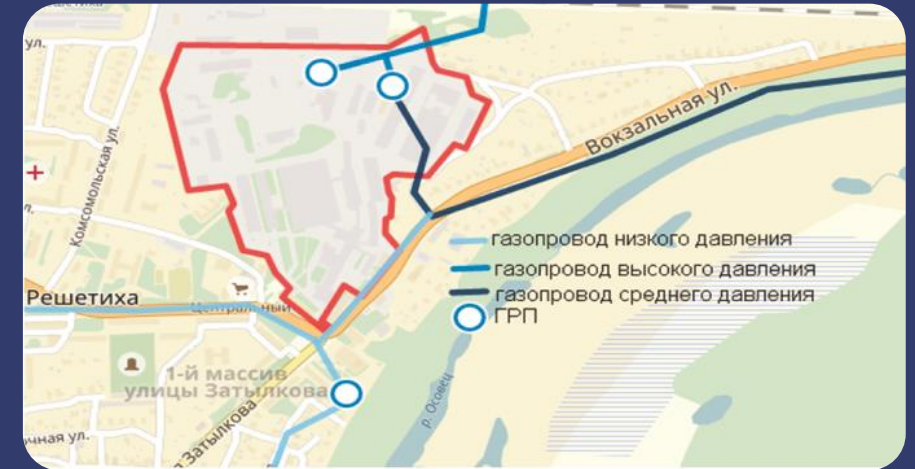 ул.
Комсомольская ул.
Вокзальная ул.
газопровод низкого давления
газопровод высокого давления
газопровод среднего давления
ГРП
Решетиха
Центральный
1-й массив
улицы Затылкова
р. Осовец
Затылкова
чная ул.